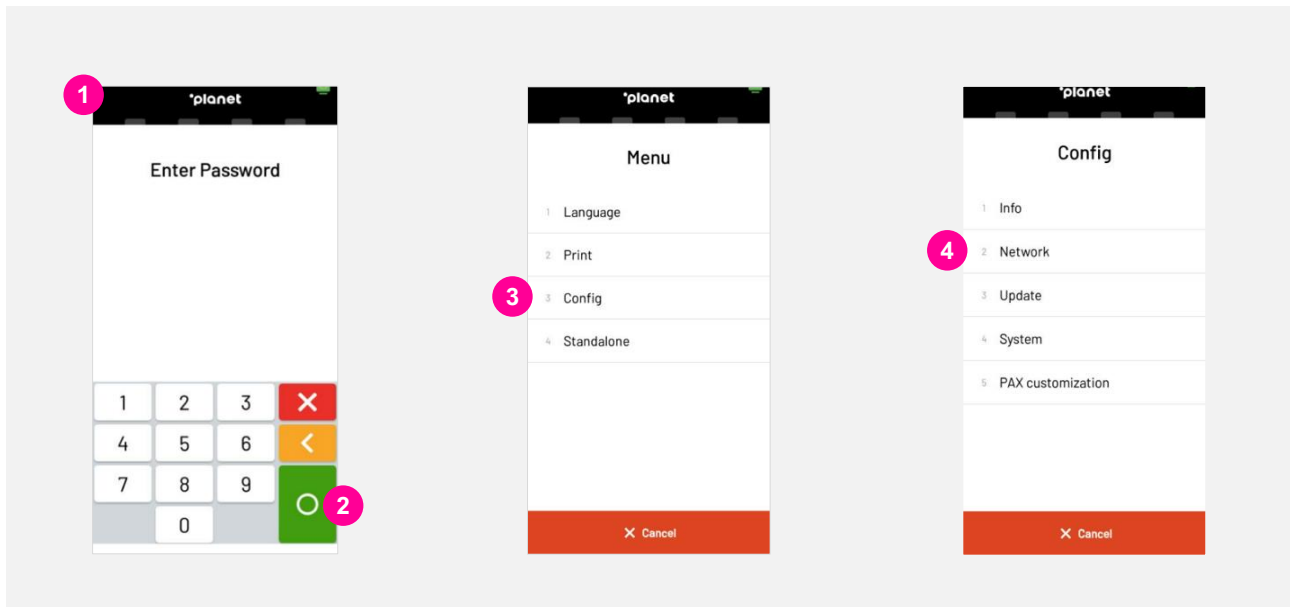 1
planet
Enter Password
1 2 3
4 5 6
7 8 9
0
2
planet
Menu
1 Language
2 Print
3
3 Config
4 Standalone
Cancel
planet
Config
1 Info
4
2 Network
3 Update
4 System
5 PAX customization
Cancel